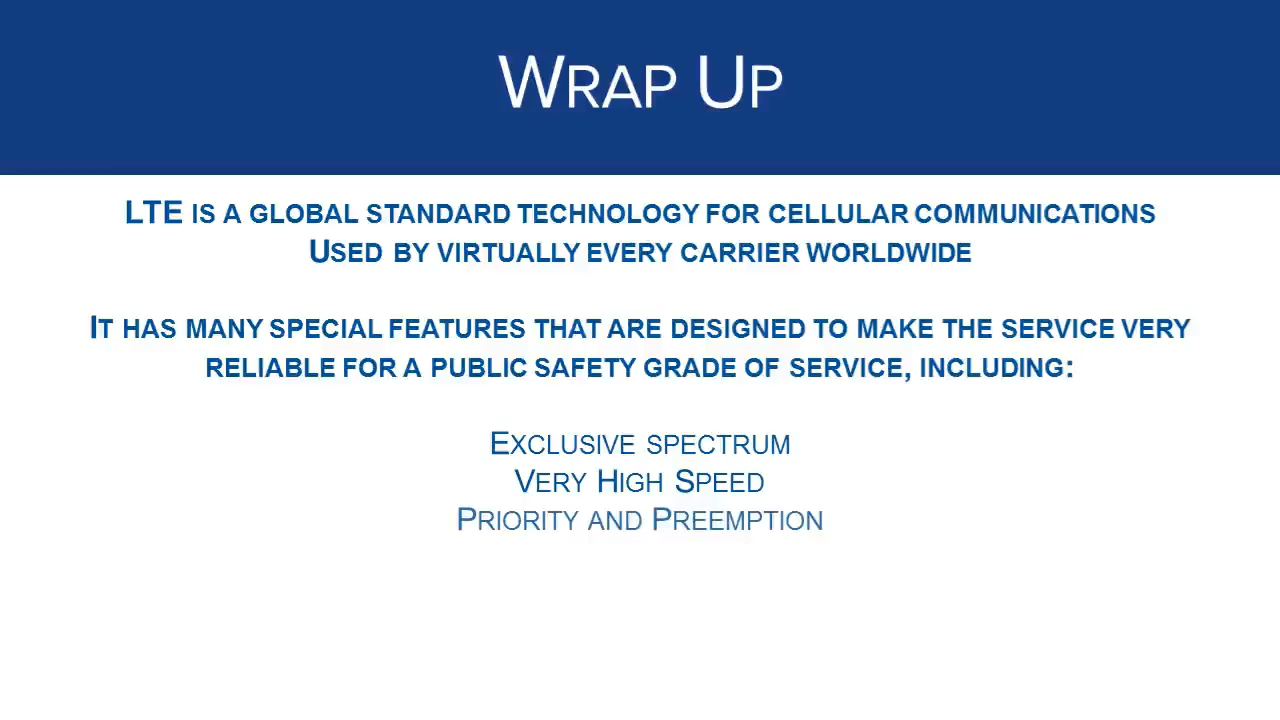 Wrap Up
LTE is a global standard technology for cellular communications
Used by virtually every carrier worldwide
It has many special features that are designed to make the service very
reliable for a public safety grade of service, including:
Exclusive spectrum
Very High Speed
Priority and Preemption